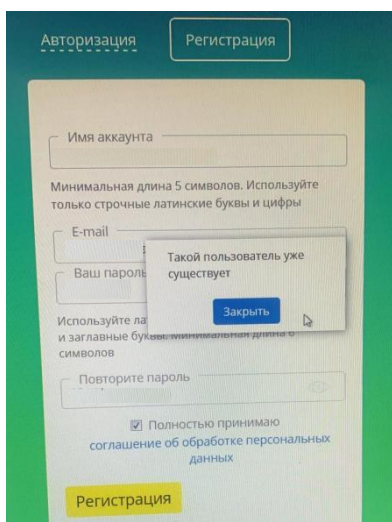 Авторизация
Регистрация
Имя аккаунта
Минимальная длина 5 символов. Используйте
только строчные латинские буквы и цифры
E-mail
Такой пользователь уже
существует
Закрыть
Ваш пароль
Используйте ла
и заглавные буквы. Минимальная длина 6
символов
Повторите пароль
Полностью принимаю
соглашение об обработке персональных
данных
Регистрация